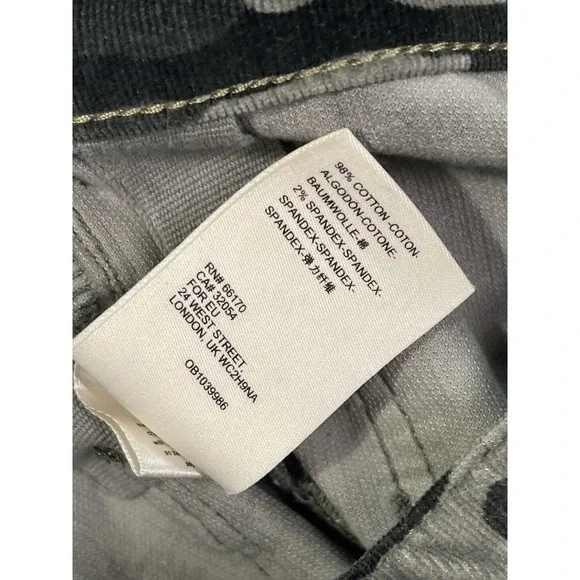 98% COTTON-COTON-
ALGODÓN-COTONE-
BAUMWOLLE-棉
2% SPANDEX-SPANDEX-
SPANDEX-SPANDEX-
SPANDEX-弹力纤维
RN# 66170
CA# 32054
FOR EU
24 WEST STREET,
LONDON, UK WC2H9NA
OB1039986